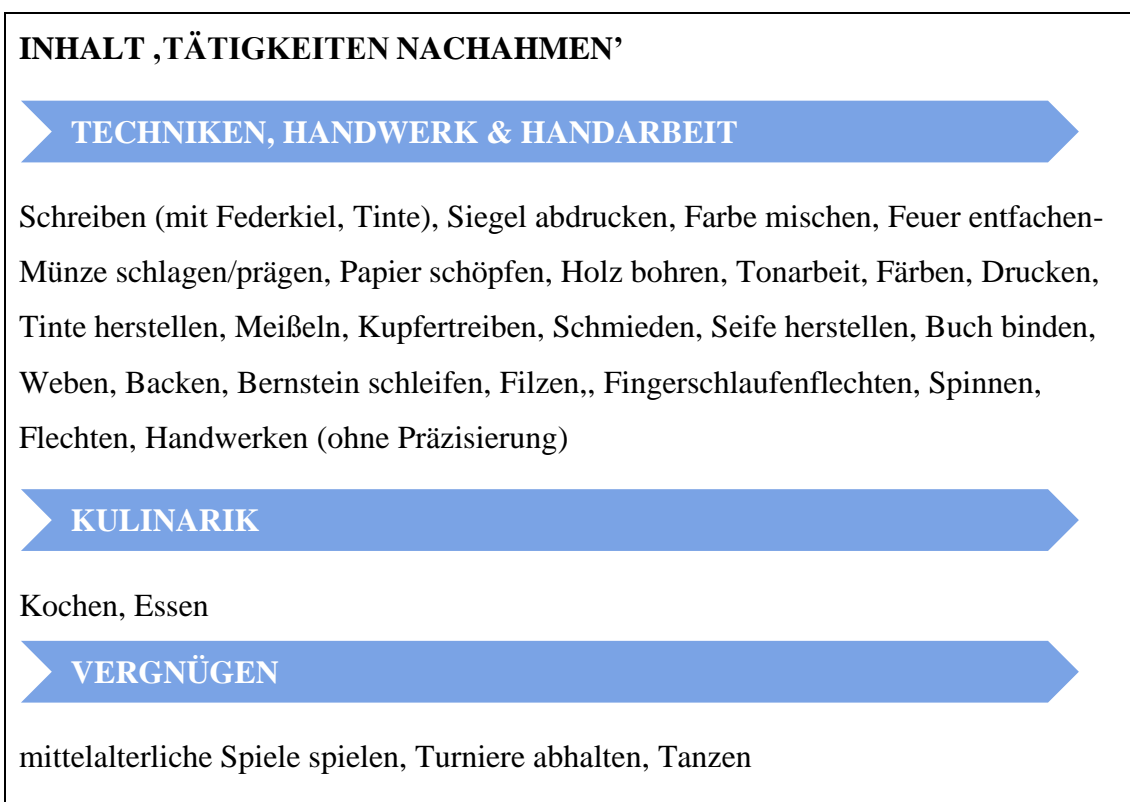 INHALT ‚TÄTIGKEITEN NACHAHMEN’
TECHNIKEN, HANDWERK & HANDARBEIT
Schreiben (mit Federkiel, Tinte), Siegel abdrucken, Farbe mischen, Feuer entfachen-
Münze schlagen/prägen, Papier schöpfen, Holz bohren, Tonarbeit, Färben, Drucken,
Tinte herstellen, Meißeln, Kupfertreiben, Schmieden, Seife herstellen, Buch binden,
Weben, Backen, Bernstein schleifen, Filzen,, Fingerschlaufenflechten, Spinnen,
Flechten, Handwerken (ohne Präzisierung)
KULINARIK
Kochen, Essen
VERGNÜGEN
mittelalterliche Spiele spielen, Turniere abhalten, Tanzen